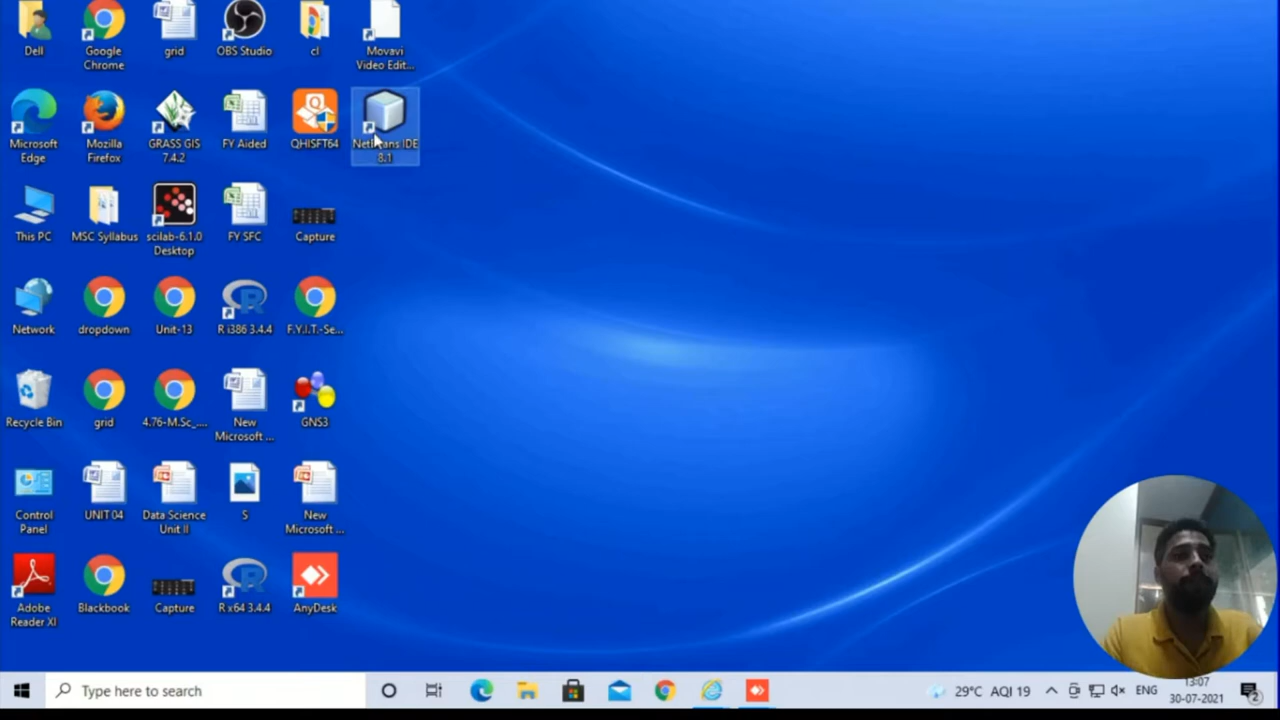 Dell
Google
Chrome
grid
OBS Studio
cl
Movavi
Video Edit...
Microsoft
Edge
Mozilla
Firefox
GRASS GIS
7.4.2
FY Aided
QHISFT64
NetBeans IDE
8.1
This PC
MSC Syllabus
scilab-6.1.0
Desktop
FY SFC
Capture
Network
dropdown
Unit-13
R i386 3.4.4
F.Y.I.T.-Se...
Recycle Bin
grid
4.76-M.Sc_....
New
Microsoft ...
GNS3
Control
Panel
UNIT 04
Data Science
Unit II
S
New
Microsoft ...
Adobe
Reader XI
Blackbook
Capture
R x64 3.4.4
AnyDesk
Type here to search
29°C AQI 19
ENG
13:07
30-07-2021
2